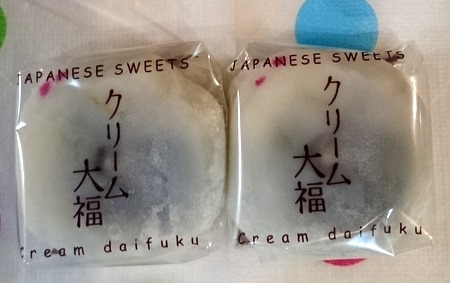 JAPANESE SWEETS
クリーム
大福
Cream daifuku
JAPANESE SWEETS
クリーム
大福
Cream daifuku